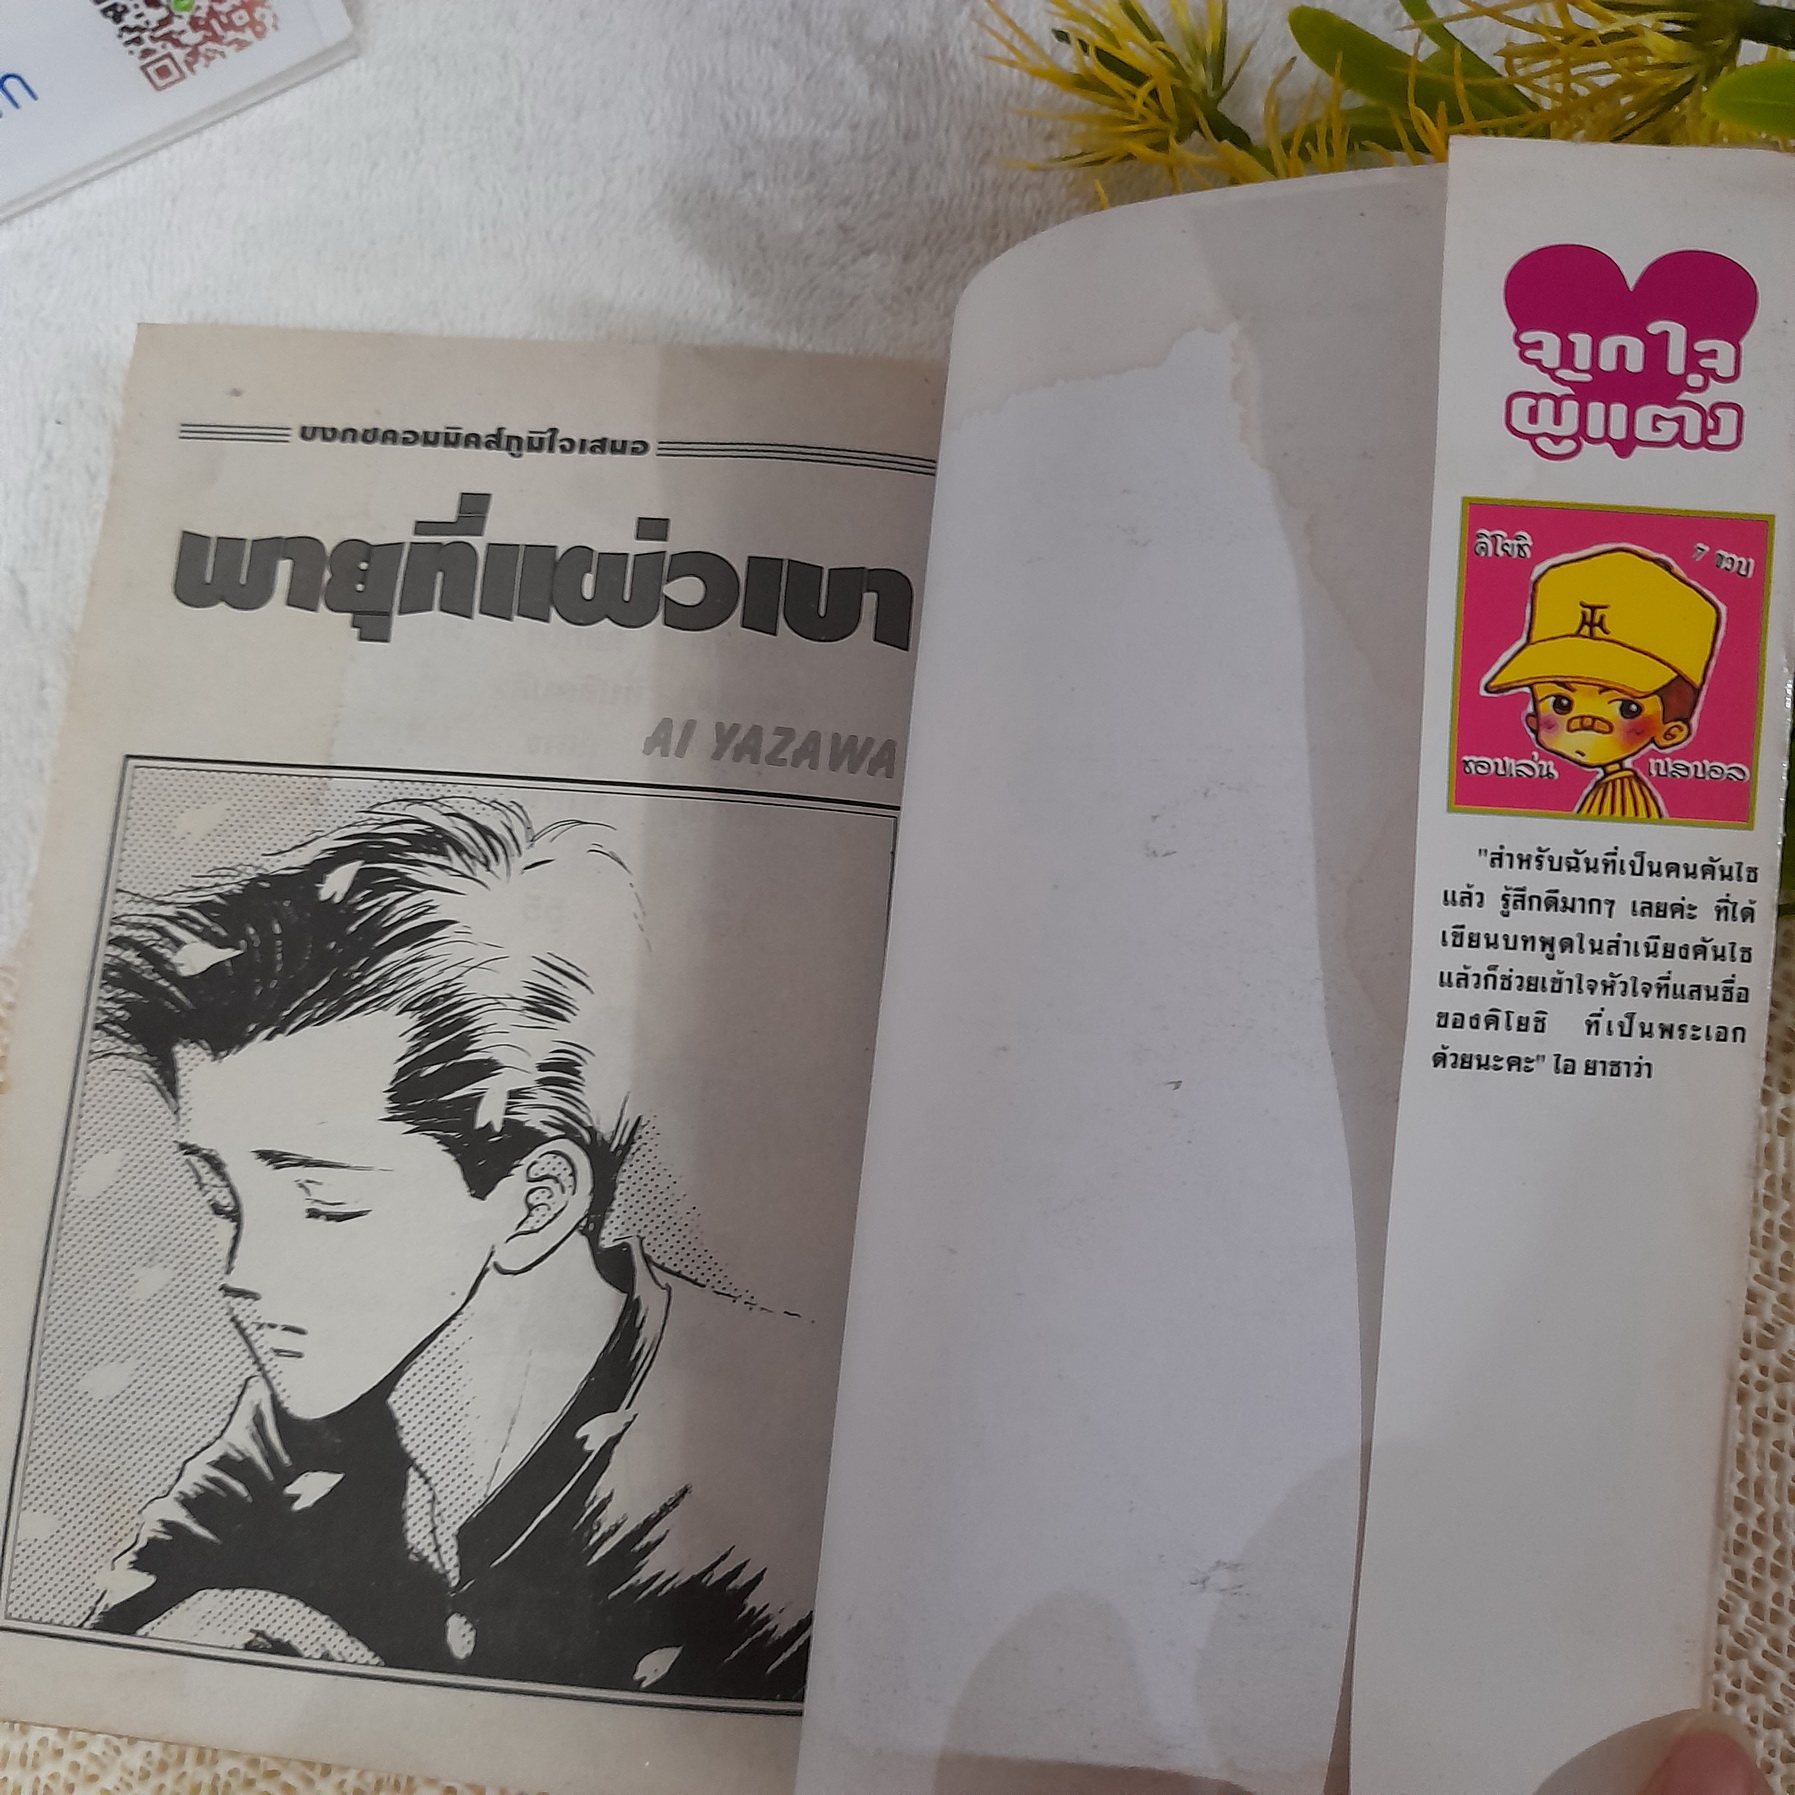 บงกชคอมมิคส์ภูมิใจเสนอ
พายุที่แผ่วเบา
AI YAZAWA
จากใจ
ผู้แต่ง
คิโยชิ
7 ขวบ
ชอบเล่น
เบสบอล
"สำหรับฉันที่เป็นคนคันไซ
แล้ว รู้สึกดีมากๆ เลยค่ะ ที่ได้
เขียนบทพูดในสำเนียงคันไซ
แล้วก็ช่วยเข้าใจหัวใจที่แสนซื่อ
ของคิโยชิ ที่เป็นพระเอก
ด้วยนะคะ" ไอ ยาซาว่า